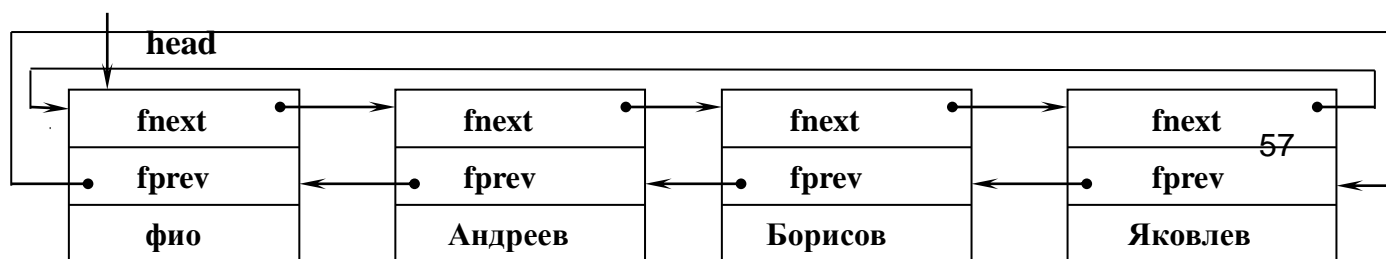 head
fnext fnext fnext fnext
57
fprev fprev fprev fprev
фио Андреев Борисов Яковлев